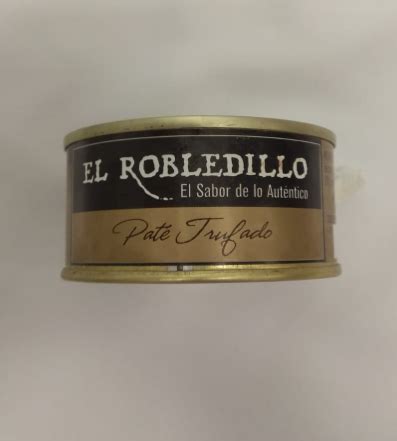 EL ROBLEDILLO
El Sabor de lo Auténtico
Paté Trufado